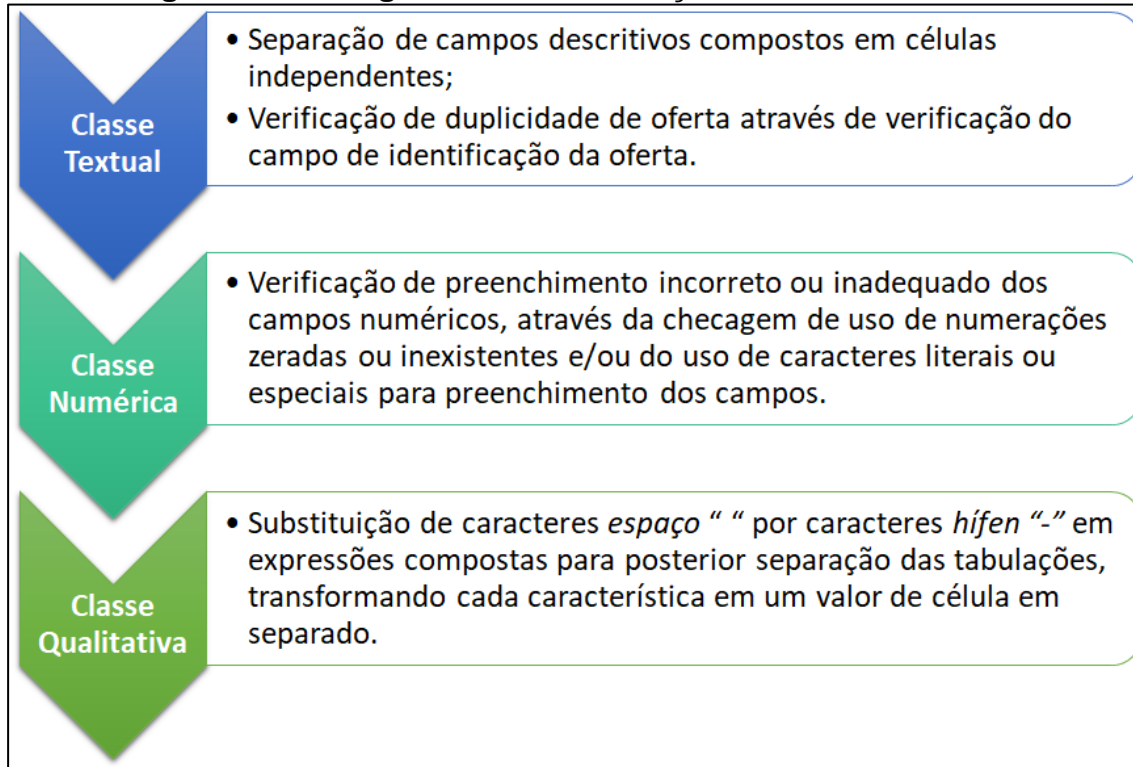 • Separação de campos descritivos compostos em células
independentes;
• Verificação de duplicidade de oferta através de verificação do
campo de identificação da oferta.
Classe
Textual
• Verificação de preenchimento incorreto ou inadequado dos
campos numéricos, através da checagem de uso de numerações
zeradas ou inexistentes e/ou do uso de caracteres literais ou
especiais para preenchimento dos campos.
Classe
Numérica
• Substituição de caracteres espaço “ “ por caracteres hífen “-” em
expressões compostas para posterior separação das tabulações,
transformando cada característica em um valor de célula em
separado.
Classe
Qualitativa